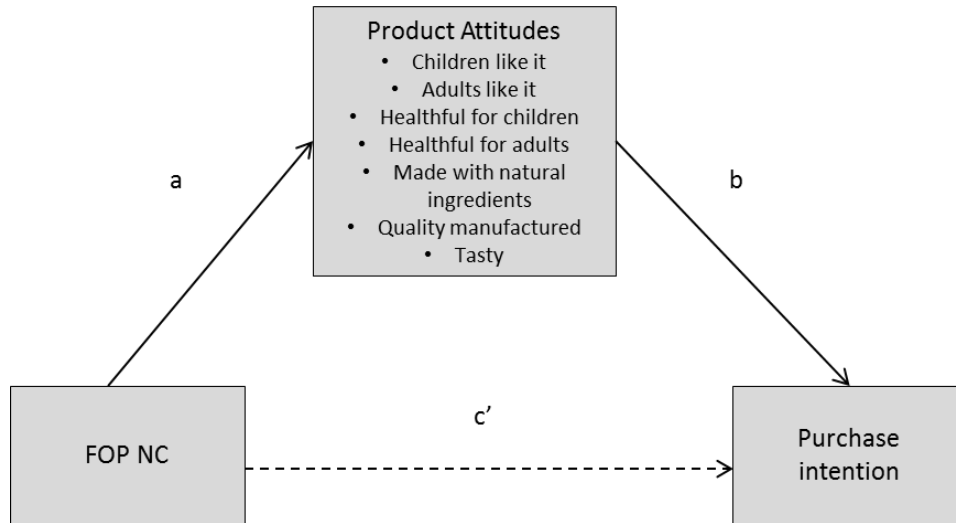 Product Attitudes
• Children like it
• Adults like it
• Healthful for children
• Healthful for adults
• Made with natural
ingredients
• Quality manufactured
• Tasty
a
b
c’
FOP NC
Purchase
intention